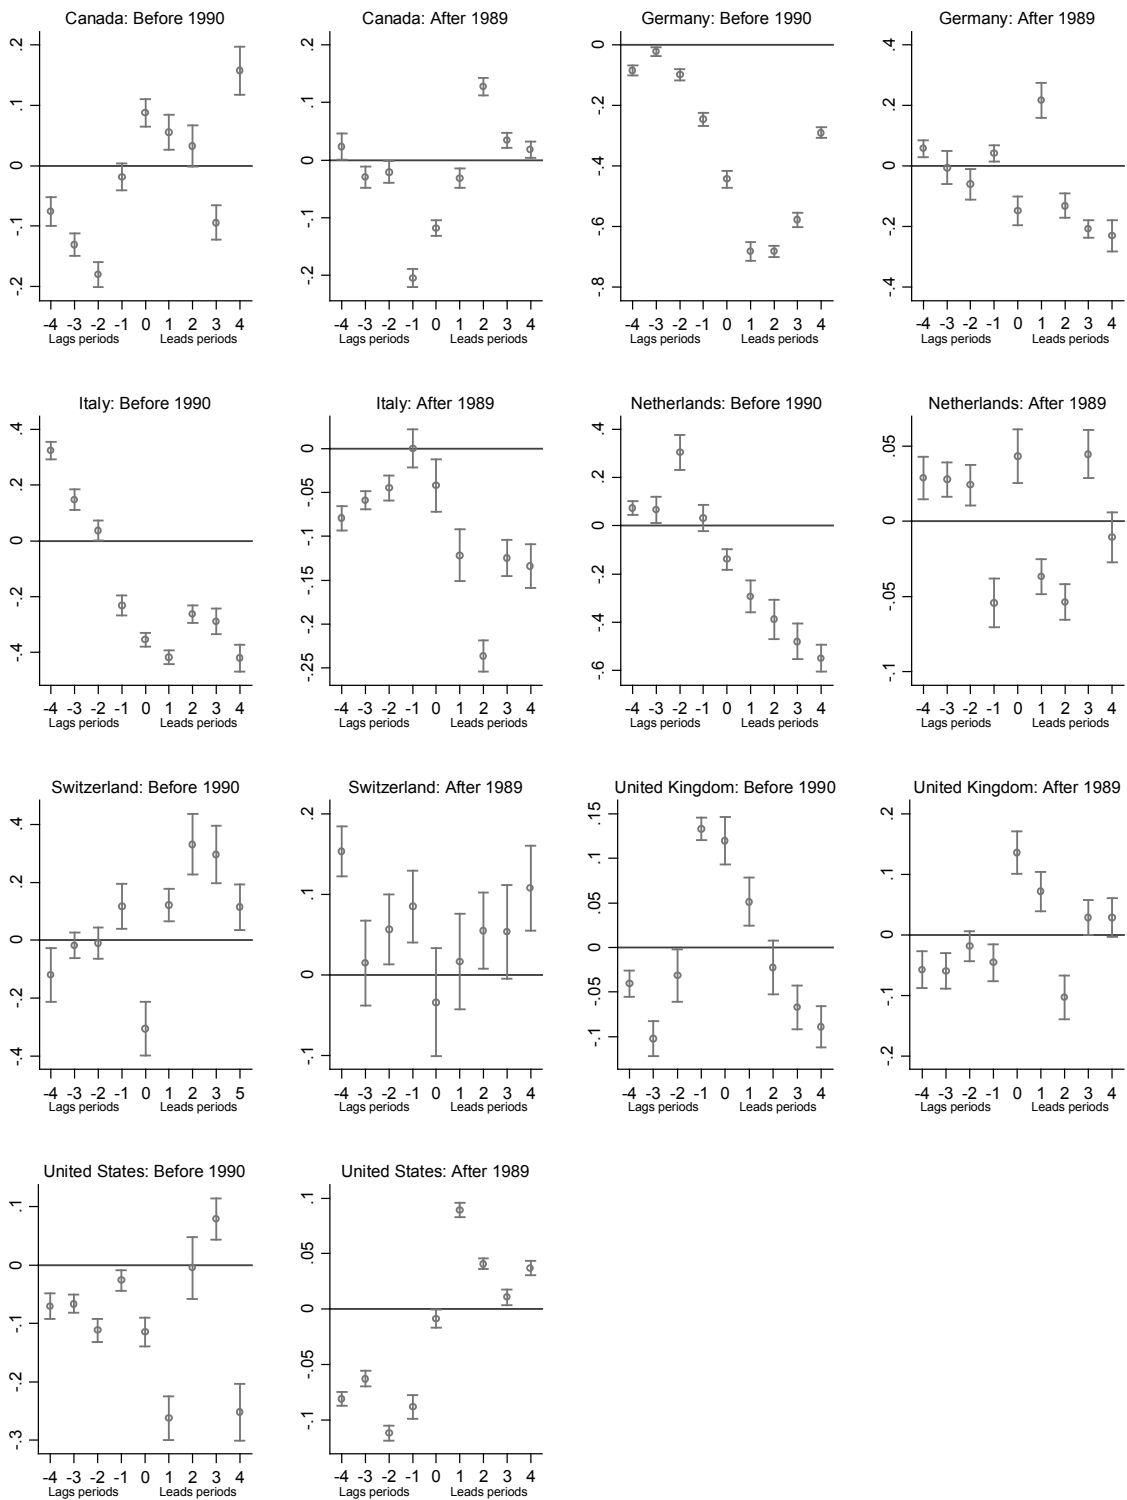 Canada: Before 1990
.2
.1
0
-.1
-.2
-4 -3 -2 -1 0 1 2 3 4
Lags periods Leads periods
Canada: After 1989
.2
.1
0
-.1
-.2
-4 -3 -2 -1 0 1 2 3 4
Lags periods Leads periods
Germany: Before 1990
0
-.2
-.4
-.6
-.8
-4 -3 -2 -1 0 1 2 3 4
Lags periods Leads periods
Germany: After 1989
.4
.2
0
-.2
-.4
-4 -3 -2 -1 0 1 2 3 4
Lags periods Leads periods
Italy: Before 1990
.4
.2
0
-.2
-.4
-4 -3 -2 -1 0 1 2 3 4
Lags periods Leads periods
Italy: After 1989
0
-.05
-.1
-.15
-.2
-.25
-4 -3 -2 -1 0 1 2 3 4
Lags periods Leads periods
Netherlands: Before 1990
.4
.2
0
-.2
-.4
-.6
-4 -3 -2 -1 0 1 2 3 4
Lags periods Leads periods
Netherlands: After 1989
.05
0
-.05
-.1
-4 -3 -2 -1 0 1 2 3 4
Lags periods Leads periods
Switzerland: Before 1990
.4
.2
0
-.2
-.4
-4 -3 -2 -1 0 1 2 3 5
Lags periods Leads periods
Switzerland: After 1989
.2
.1
0
-.1
-4 -3 -2 -1 0 1 2 3 4
Lags periods Leads periods
United Kingdom: Before 1990
.15
.1
.05
0
-.05
-.1
-4 -3 -2 -1 0 1 2 3 4
Lags periods Leads periods
United Kingdom: After 1989
.2
.1
0
-.1
-.2
-4 -3 -2 -1 0 1 2 3 4
Lags periods Leads periods
United States: Before 1990
.1
0
-.1
-.2
-.3
-4 -3 -2 -1 0 1 2 3 4
Lags periods Leads periods
United States: After 1989
.1
.05
0
-.05
-.1
-4 -3 -2 -1 0 1 2 3 4
Lags periods Leads periods